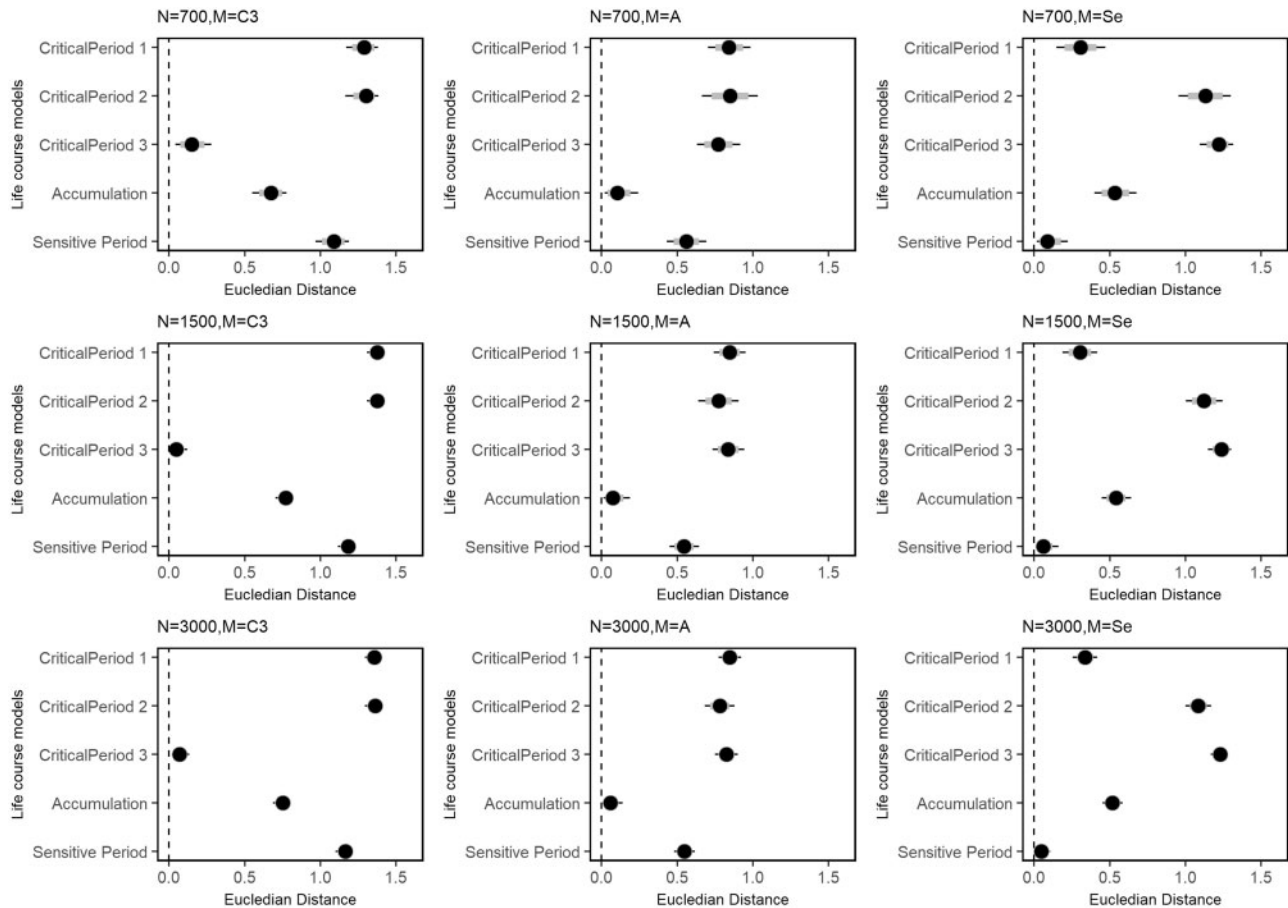 N=700,M=C3
Life course models
CriticalPeriod 1
CriticalPeriod 2
CriticalPeriod 3
Accumulation
Sensitive Period
0.0 0.5 1.0 1.5
Eucledian Distance
N=700,M=A
Life course models
CriticalPeriod 1
CriticalPeriod 2
CriticalPeriod 3
Accumulation
Sensitive Period
0.0 0.5 1.0 1.5
Eucledian Distance
N=700,M=Se
Life course models
CriticalPeriod 1
CriticalPeriod 2
CriticalPeriod 3
Accumulation
Sensitive Period
0.0 0.5 1.0 1.5
Eucledian Distance
N=1500,M=C3
Life course models
CriticalPeriod 1
CriticalPeriod 2
CriticalPeriod 3
Accumulation
Sensitive Period
0.0 0.5 1.0 1.5
Eucledian Distance
N=1500,M=A
Life course models
CriticalPeriod 1
CriticalPeriod 2
CriticalPeriod 3
Accumulation
Sensitive Period
0.0 0.5 1.0 1.5
Eucledian Distance
N=1500,M=Se
Life course models
CriticalPeriod 1
CriticalPeriod 2
CriticalPeriod 3
Accumulation
Sensitive Period
0.0 0.5 1.0 1.5
Eucledian Distance
N=3000,M=C3
Life course models
CriticalPeriod 1
CriticalPeriod 2
CriticalPeriod 3
Accumulation
Sensitive Period
0.0 0.5 1.0 1.5
Eucledian Distance
N=3000,M=A
Life course models
CriticalPeriod 1
CriticalPeriod 2
CriticalPeriod 3
Accumulation
Sensitive Period
0.0 0.5 1.0 1.5
Eucledian Distance
N=3000,M=Se
Life course models
CriticalPeriod 1
CriticalPeriod 2
CriticalPeriod 3
Accumulation
Sensitive Period
0.0 0.5 1.0 1.5
Eucledian Distance